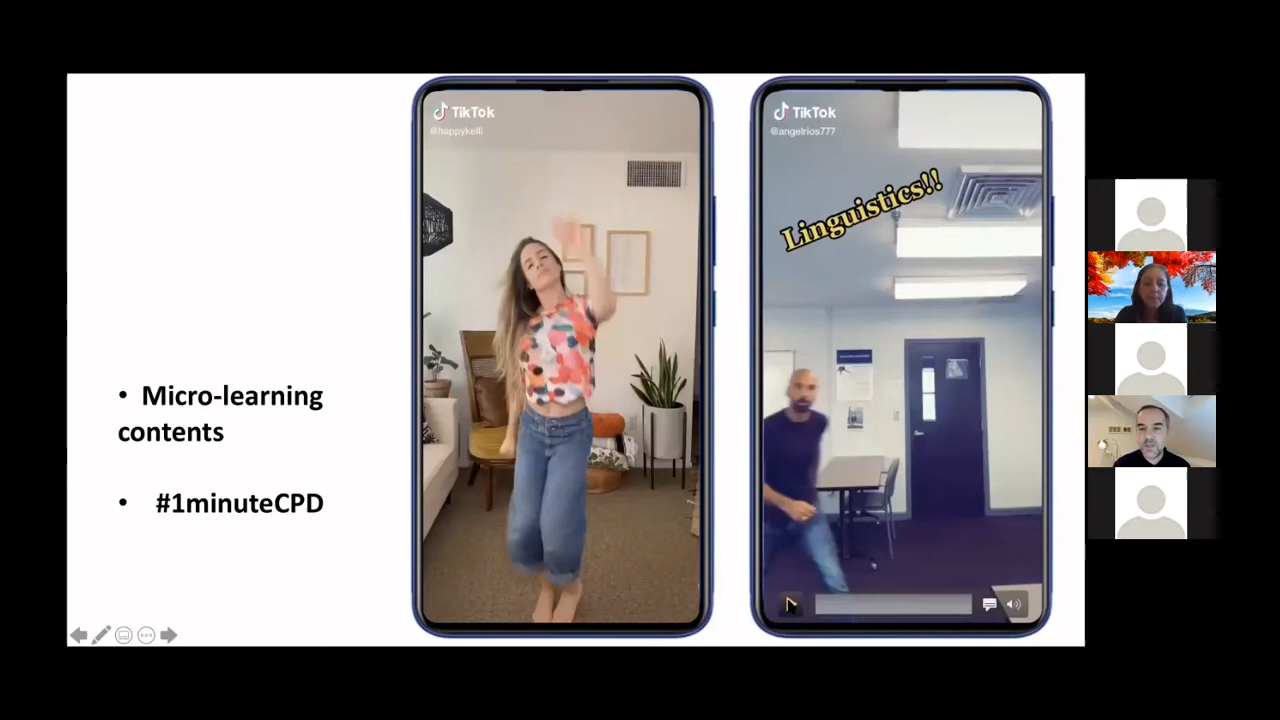 • Micro-learning
contents
• #1minuteCPD
TikTok
@happykelli
TikTok
@angelrios777
Linguistics!!